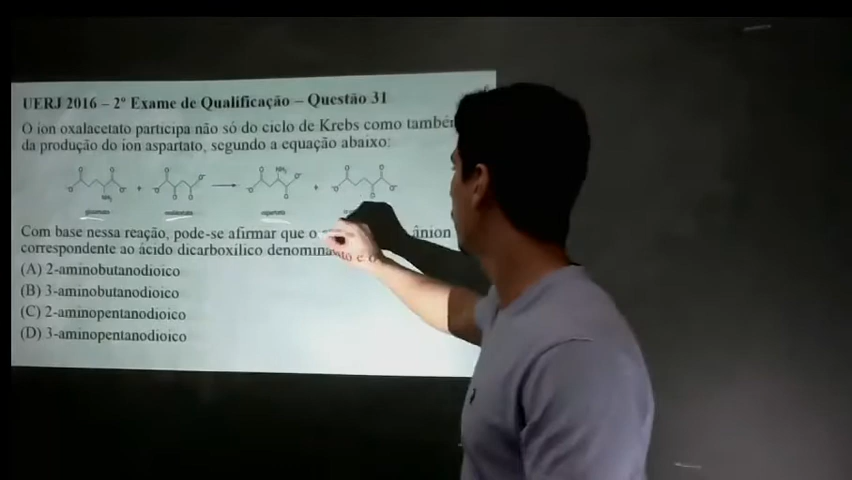 UERJ 2016 – 2º Exame de Qualificação – Questão 31
O íon oxalacetato participa não só do ciclo de Krebs como também
da produção do íon aspartato, segundo a equação abaixo:
glutamato oxalacetato aspartato
Com base nessa reação, pode-se afirmar que o ânion
correspondente ao ácido dicarboxílico denomina
(A) 2-aminobutanodioico
(B) 3-aminobutanodioico
(C) 2-aminopentanodioico
(D) 3-aminopentanodioico